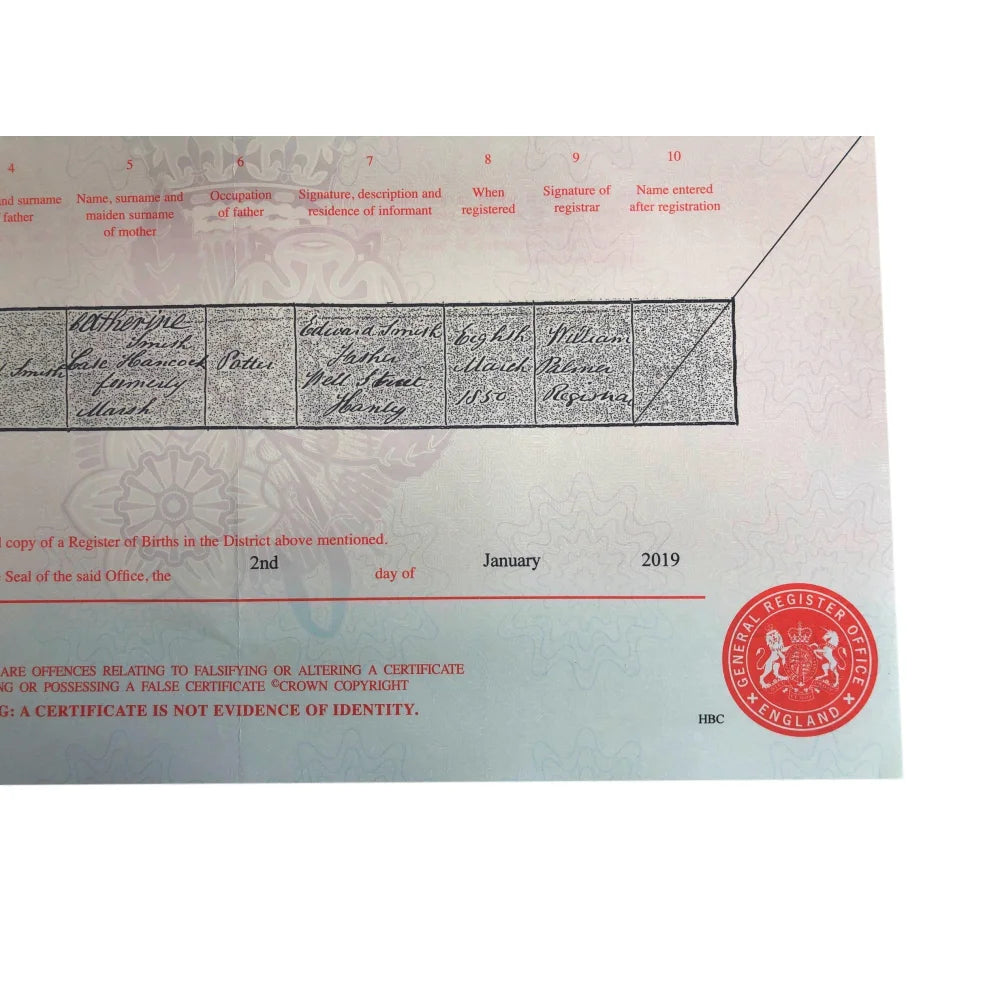 4 5 6 7 8 9 10
nd surname Name, surname and Occupation Signature, description and When Signature of Name entered
father maiden surname of father residence of informant registered registrar after registration
of mother
Catherine Edward Smith Eighth William
Smith Smith late Hancock Potter Father March Palmer
formerly Well Street 1850 Registrar
Marsh Hanley
copy of a Register of Births in the District above mentioned.
Seal of the said Office, the 2nd day of January 2019
ARE OFFENCES RELATING TO FALSIFYING OR ALTERING A CERTIFICATE
NG OR POSSESSING A FALSE CERTIFICATE ©CROWN COPYRIGHT
G: A CERTIFICATE IS NOT EVIDENCE OF IDENTITY.
HBC
GENERAL REGISTER OFFICE
ENGLAND